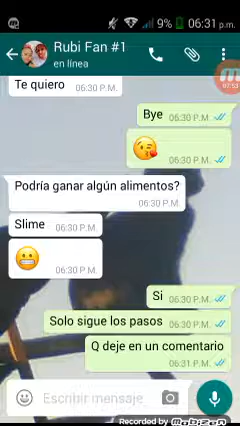 9% 06:31 p.m.
Rubi Fan #1
en línea
07:53
Te quiero 06:30 P.M.
Bye 06:30 P.M.
06:30 P.M.
Podría ganar algún alimentos?
06:30 P.M.
Slime 06:30 P.M.
06:30 P.M.
Si 06:30 P.M.
Solo sigue los pasos 06:30 P.M.
Q deje en un comentario
06:31 P.M.
Escribir mensaje
Recorded by Mobizen